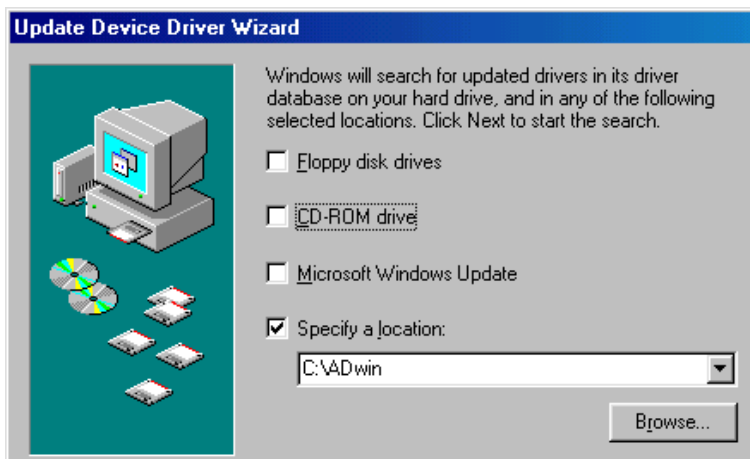 Update Device Driver Wizard
Windows will search for updated drivers in its driver
database on your hard drive, and in any of the following
selected locations. Click Next to start the search.
Floppy disk drives
CD-ROM drive
Microsoft Windows Update
Specify a location:
C:\ADwin
Browse...